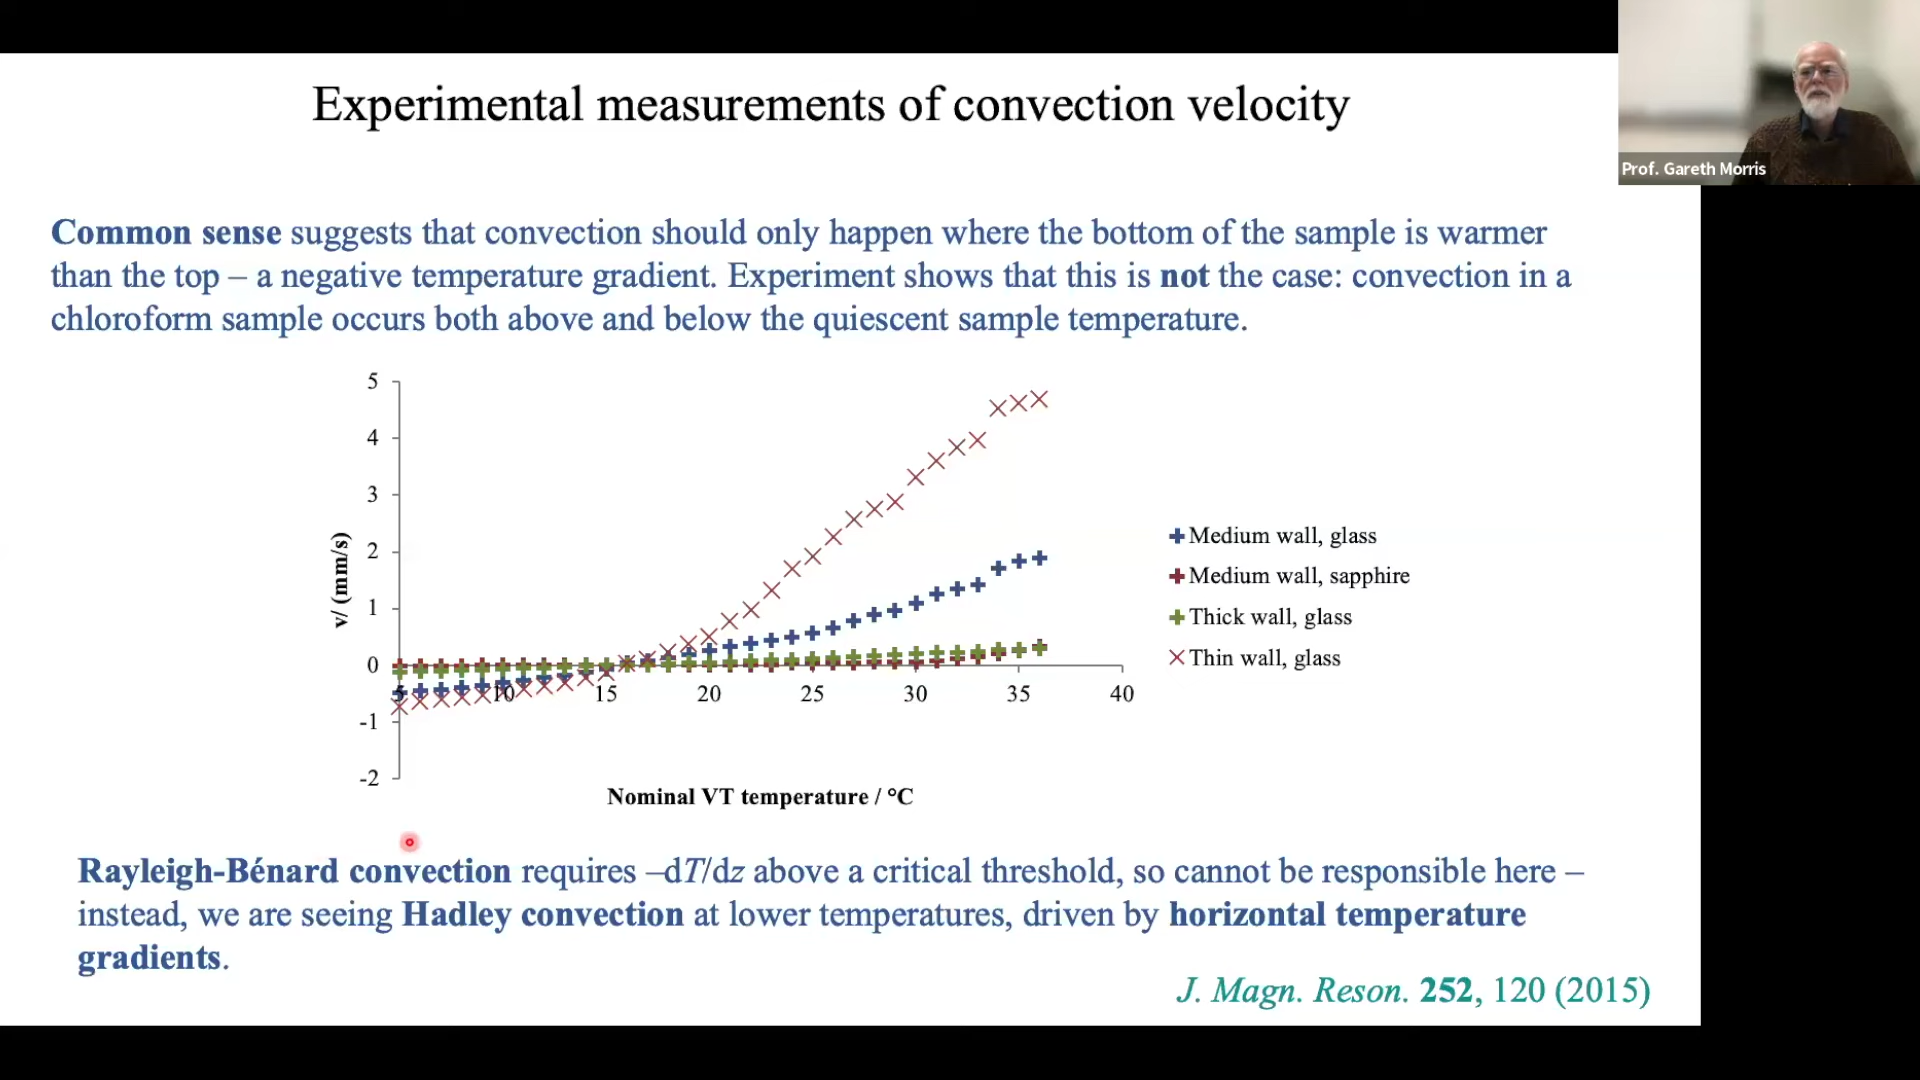 Experimental measurements of convection velocity
Prof. Gareth Morris
Common sense suggests that convection should only happen where the bottom of the sample is warmer
than the top – a negative temperature gradient. Experiment shows that this is not the case: convection in a
chloroform sample occurs both above and below the quiescent sample temperature.
5
4
3
2
1
0
-1
-2
v/ (mm/s)
5 10 15 20 25 30 35 40
Nominal VT temperature / °C
Medium wall, glass
Medium wall, sapphire
Thick wall, glass
Thin wall, glass
Rayleigh-Bénard convection requires –dT/dz above a critical threshold, so cannot be responsible here –
instead, we are seeing Hadley convection at lower temperatures, driven by horizontal temperature
gradients.
J. Magn. Reson. 252, 120 (2015)